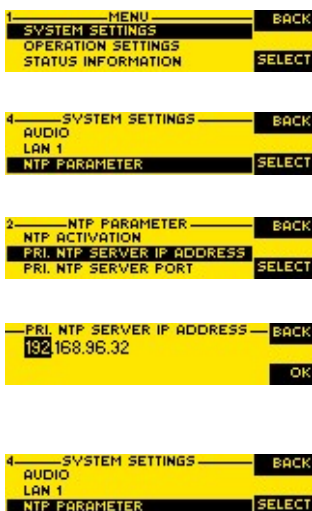 1 MENU BACK
SYSTEM SETTINGS
OPERATION SETTINGS
STATUS INFORMATION SELECT
4 SYSTEM SETTINGS BACK
AUDIO
LAN 1
NTP PARAMETER SELECT
2 NTP PARAMETER BACK
NTP ACTIVATION
PRI. NTP SERVER IP ADDRESS
PRI. NTP SERVER PORT SELECT
PRI. NTP SERVER IP ADDRESS BACK
192.168.96.32
OK
4 SYSTEM SETTINGS BACK
AUDIO
LAN 1
NTP PARAMETER SELECT